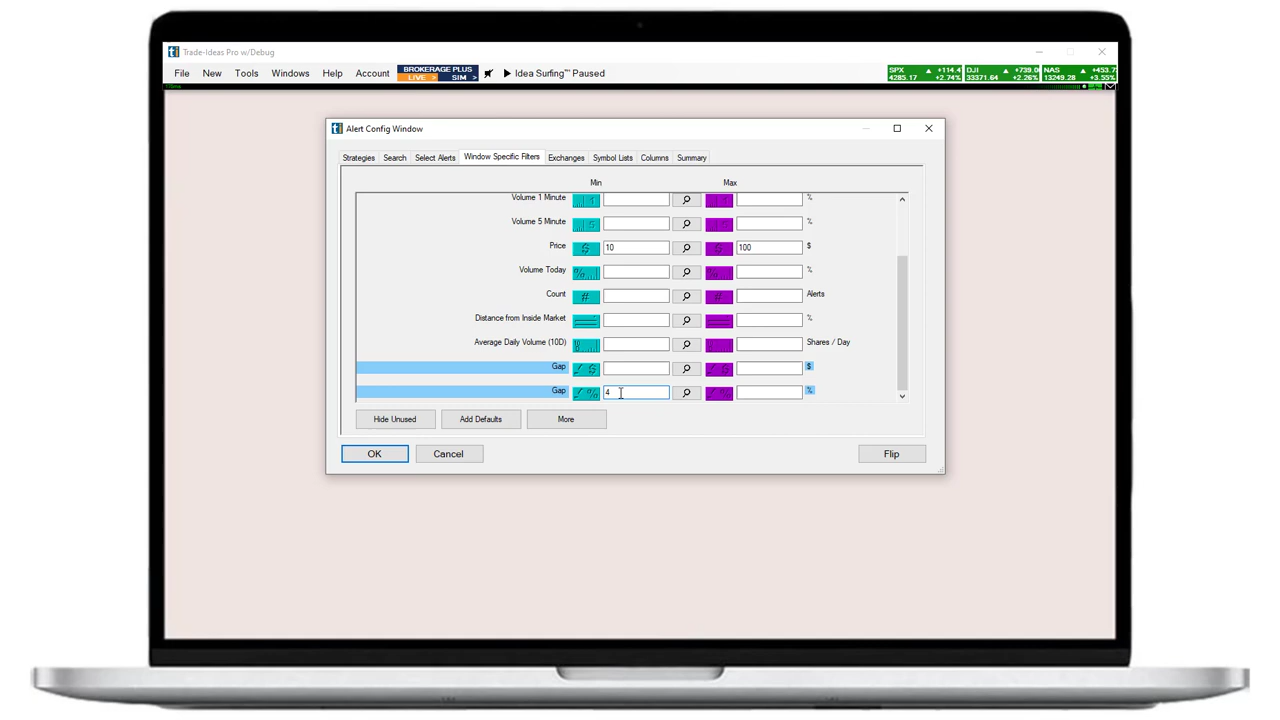 Trade-Ideas Pro w/Debug
File New Tools Windows Help Account BROKERAGE PLUS LIVE > SIM > Idea Surfing™ Paused
SPX +114.4 DJI +739.0 NAS +453.7
4285.17 +2.74% 33371.64 +2.26% 13249.28 +3.55%
Alert Config Window
Strategies Search Select Alerts Window Specific Filters Exchanges Symbol Lists Columns Summary
Min Max
Volume 1 Minute 1 %
Volume 5 Minute 5 %
Price $ 10 $ 100 $
Volume Today % % %
Count # # Alerts
Distance from Inside Market %
Average Daily Volume (10D) Shares / Day
Gap $ $ $
Gap % 4 % %
Hide Unused Add Defaults More
OK Cancel Flip